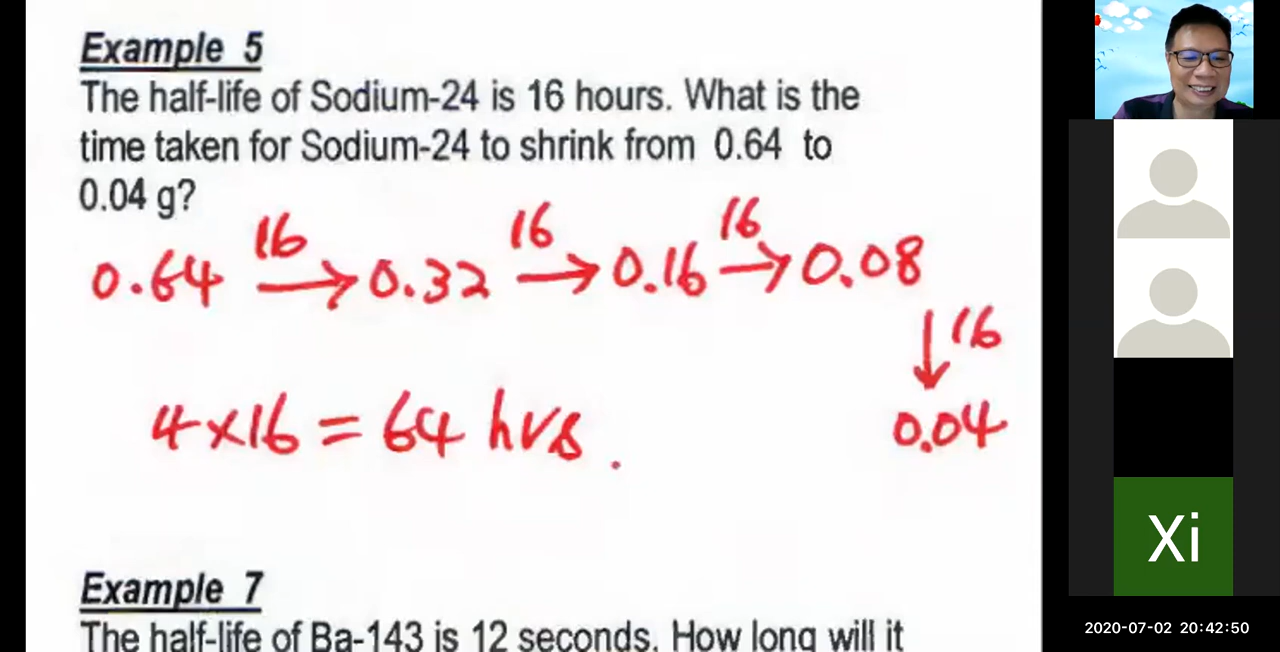 Example 5
The half-life of Sodium-24 is 16 hours. What is the
time taken for Sodium-24 to shrink from 0.64 to
0.04 g?
16 16 16
0.64 → 0.32 → 0.16 → 0.08
↓ 16
0.04
4×16 = 64 hrs.
Example 7
The half-life of Ba-143 is 12 seconds. How long will it
Xi
2020-07-02 20:42:50